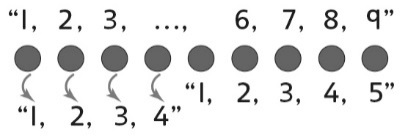 “1, 2, 3, ..., 6, 7, 8, 9”
“1, 2, 3, 4, 5”
“1, 2, 3, 4”